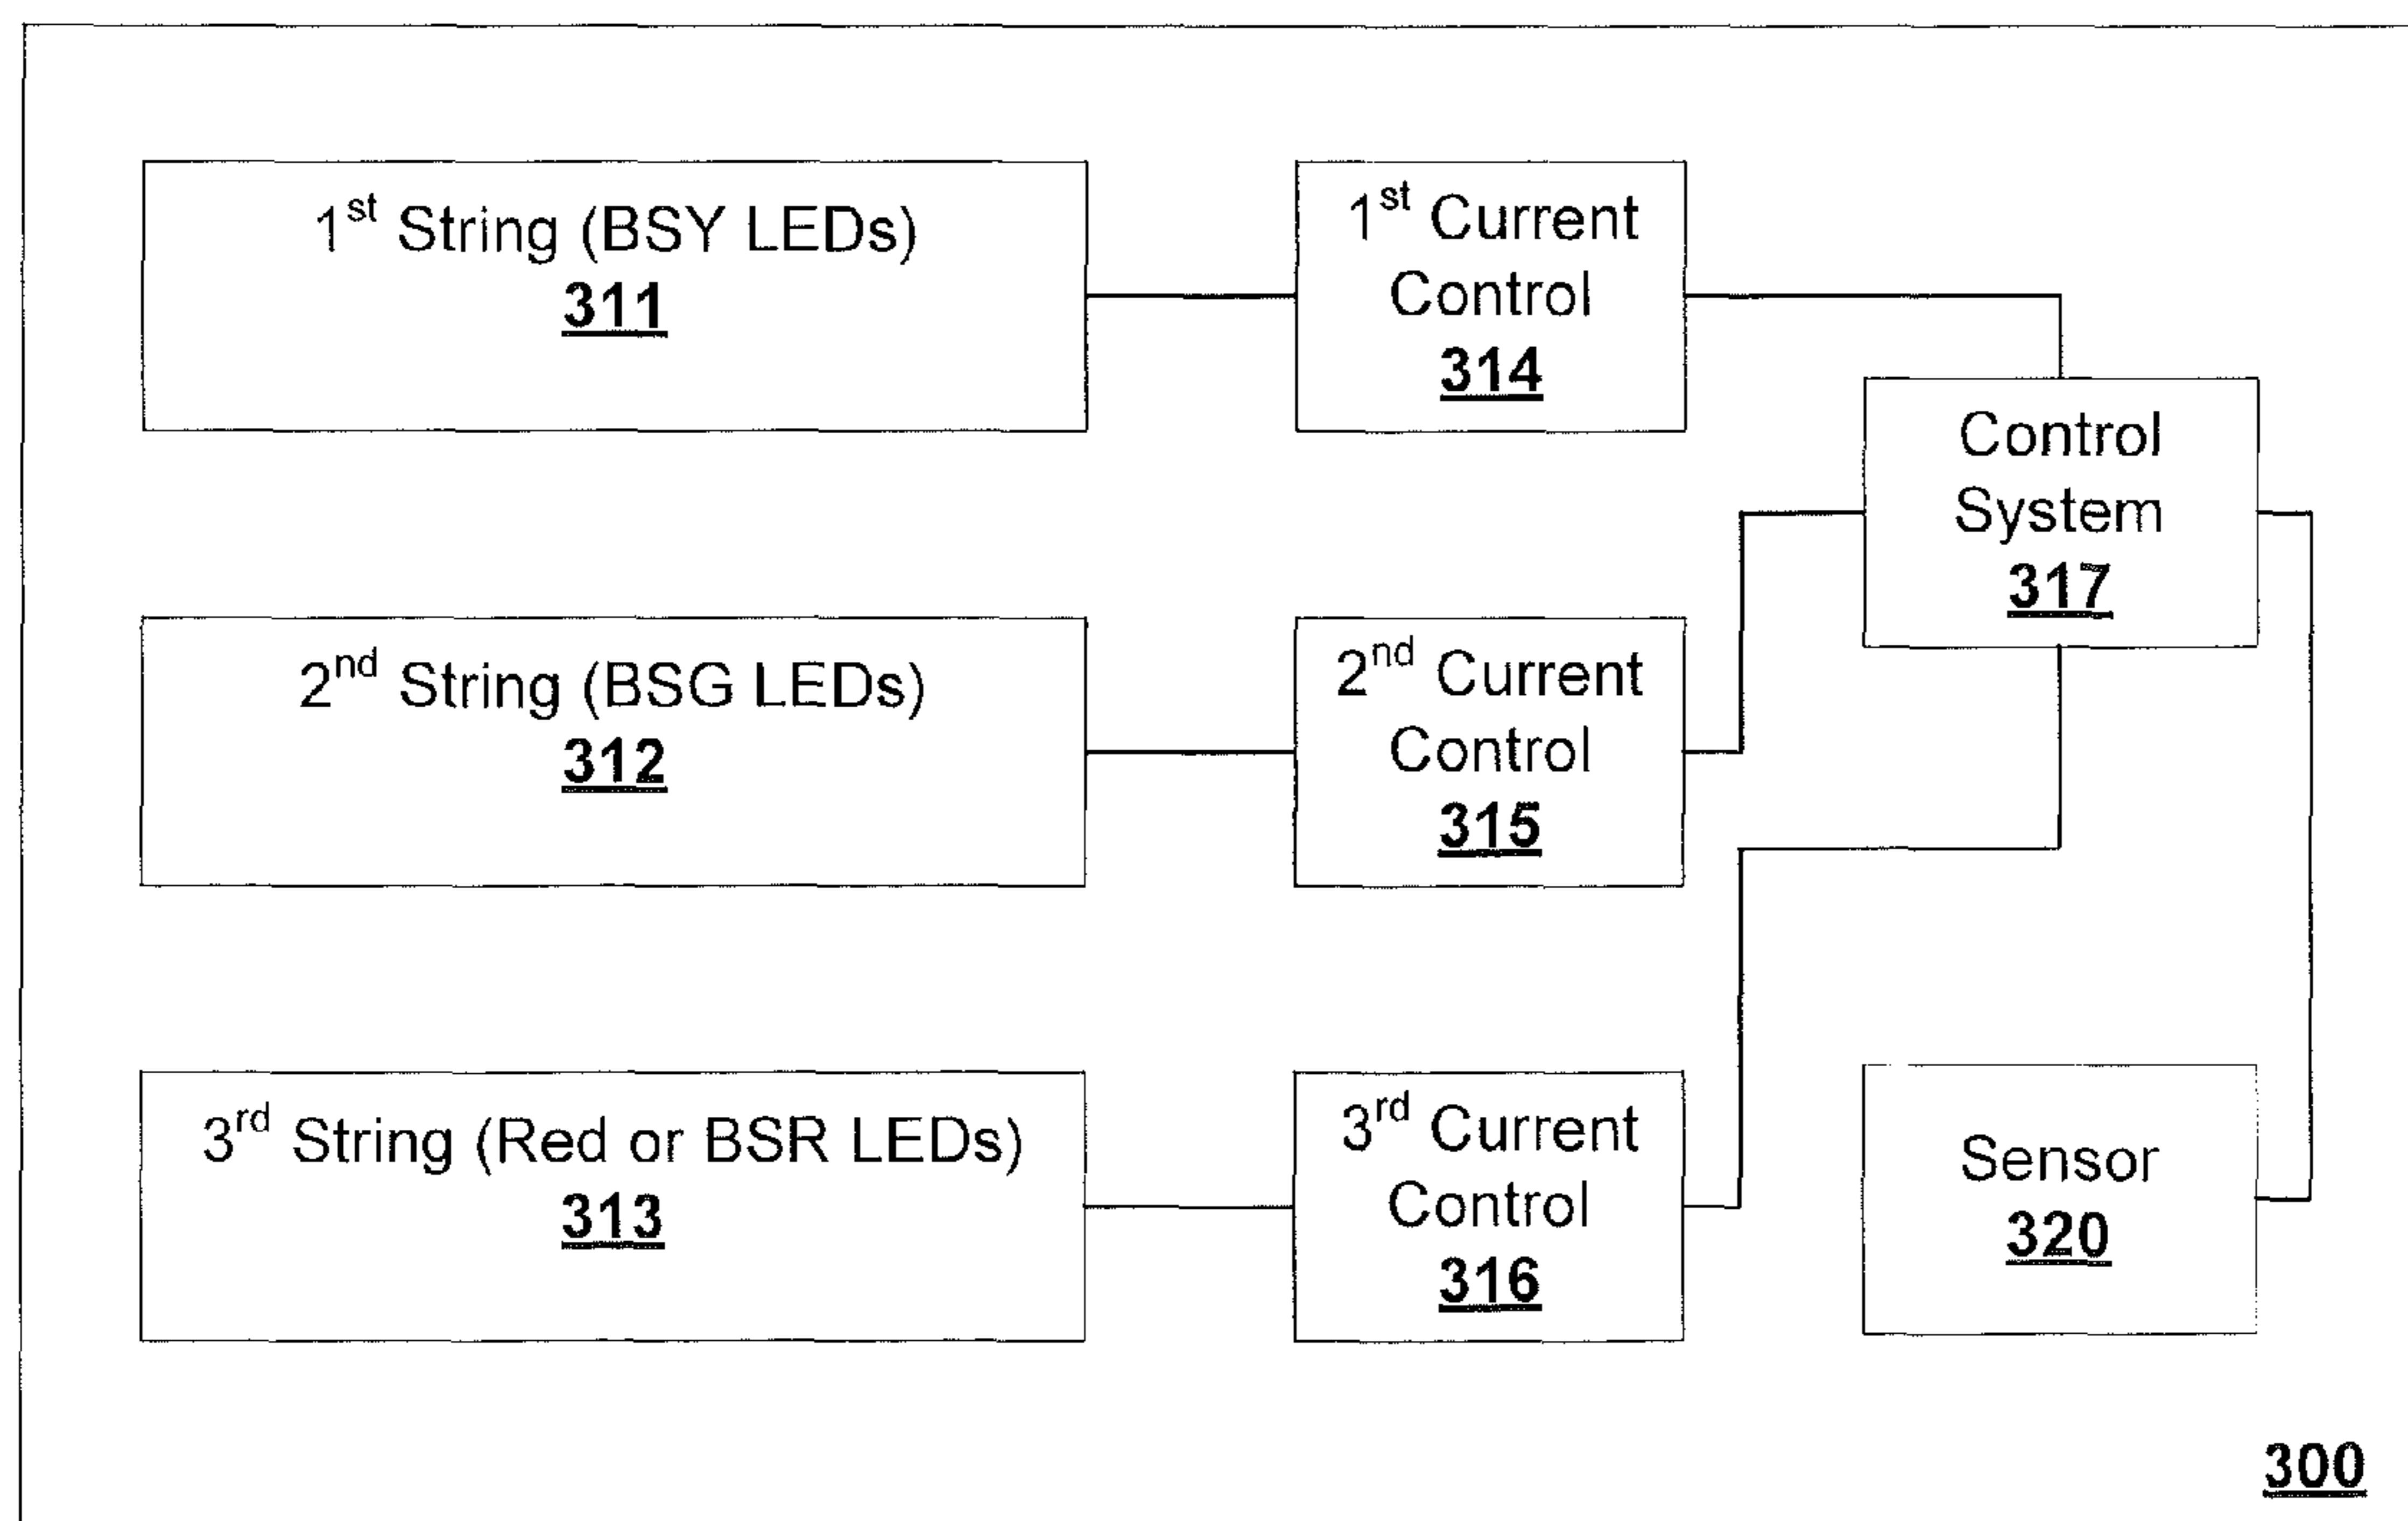 1st String (BSY LEDs)
311
1st Current
Control
314
Control
System
317
2nd String (BSG LEDs)
312
2nd Current
Control
315
3rd String (Red or BSR LEDs)
313
3rd Current
Control
316
Sensor
320
300